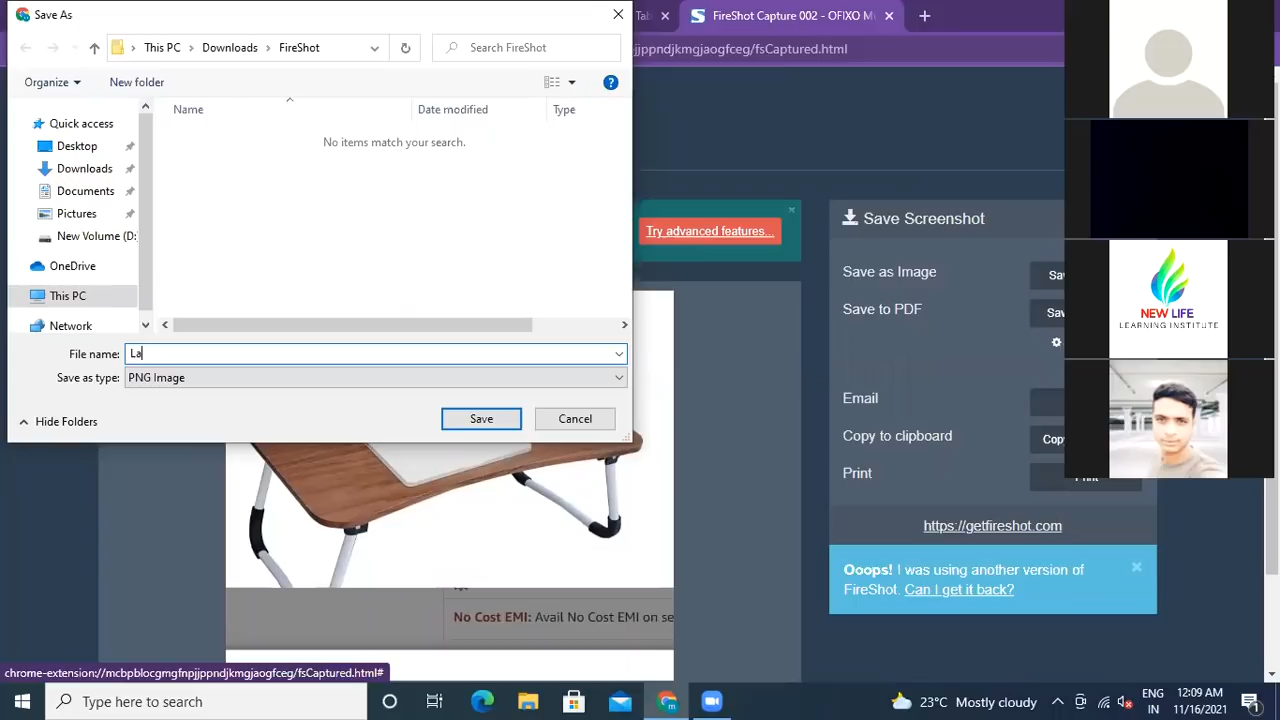 Save As
Tab
FireShot Capture 002 - OFIXO M
This PC
Downloads
FireShot
Search FireShot
jjppndjkmgjaogfceg/fsCaptured.html
Organize
New folder
Name
Date modified
Type
No items match your search.
Quick access
Desktop
Downloads
Documents
Pictures
New Volume (D:
OneDrive
This PC
Network
File name:
La
Save as type:
PNG Image
Hide Folders
Save
Cancel
Try advanced features...
Save Screenshot
Save as Image
Sav
Save to PDF
Sav
Email
Copy to clipboard
Copy
Print
Print
https://getfireshot.com
Ooops! I was using another version of
FireShot. Can I get it back?
NEW LIFE
LEARNING INSTITUTE
No Cost EMI: Avail No Cost EMI on se
chrome-extension://mcbpblocgmgfnpjjppndjkmgjaogfceg/fsCaptured.html#
Type here to search
23°C Mostly cloudy
ENG
IN
12:09 AM
11/16/2021
1